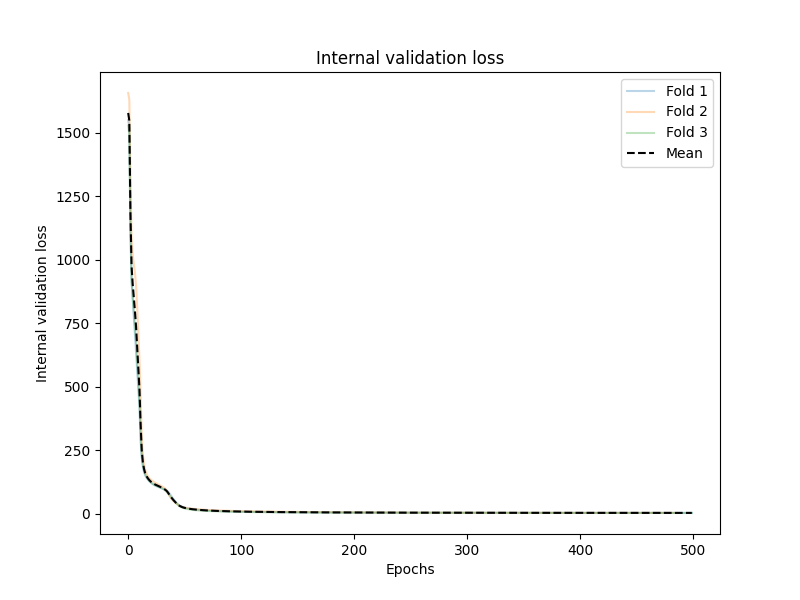 Internal validation loss
Fold 1
Fold 2
Fold 3
Mean
Internal validation loss
1500
1250
1000
750
500
250
0
0 100 200 300 400 500
Epochs